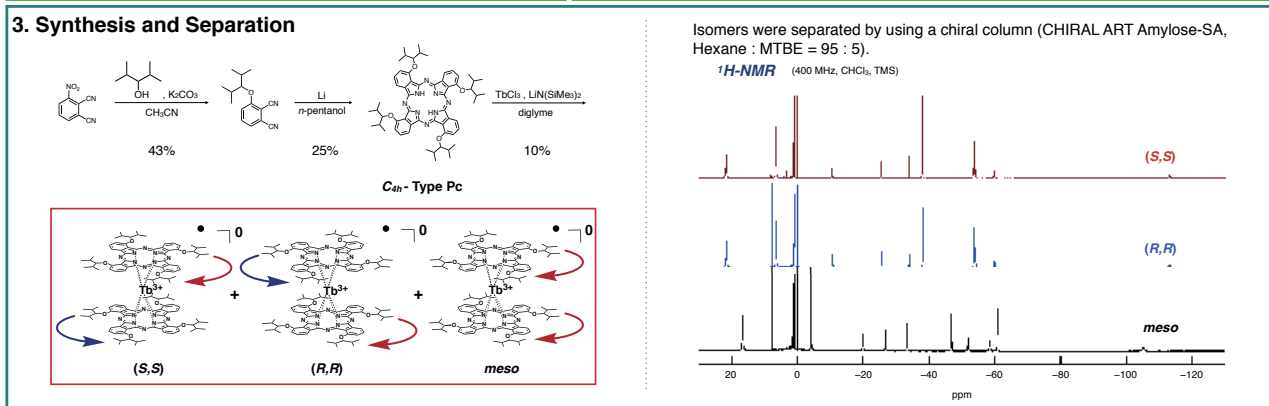 3. Synthesis and Separation
NO₂
CN
CN
OH
, K₂CO₃
CH₃CN
43%
O
CN
CN
Li
n-pentanol
25%
O
N
N
O
N
NH
N
N
HN
N
O
N
O
C4h - Type Pc
TbCl₃ , LiN(SiMe₃)₂
diglyme
10%
• 0
Tb³⁺
(S,S)
+
• 0
Tb³⁺
(R,R)
+
• 0
Tb³⁺
meso
Isomers were separated by using a chiral column (CHIRAL ART Amylose-SA,
Hexane : MTBE = 95 : 5).
¹H-NMR (400 MHz, CHCl₃, TMS)
(S,S)
(R,R)
meso
20 0 −20 −40 −60 −80 −100 −120
ppm